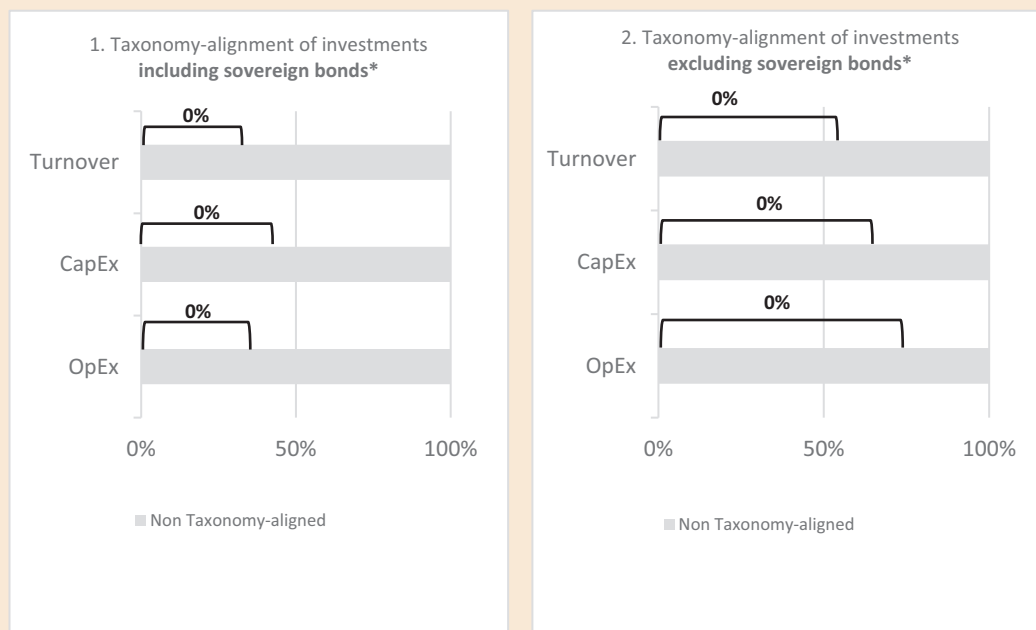 1. Taxonomy-alignment of investments
including sovereign bonds*
0%
Turnover
0%
CapEx
0%
OpEx
0% 50% 100%
Non Taxonomy-aligned
2. Taxonomy-alignment of investments
excluding sovereign bonds*
0%
Turnover
0%
CapEx
0%
OpEx
0% 50% 100%
Non Taxonomy-aligned